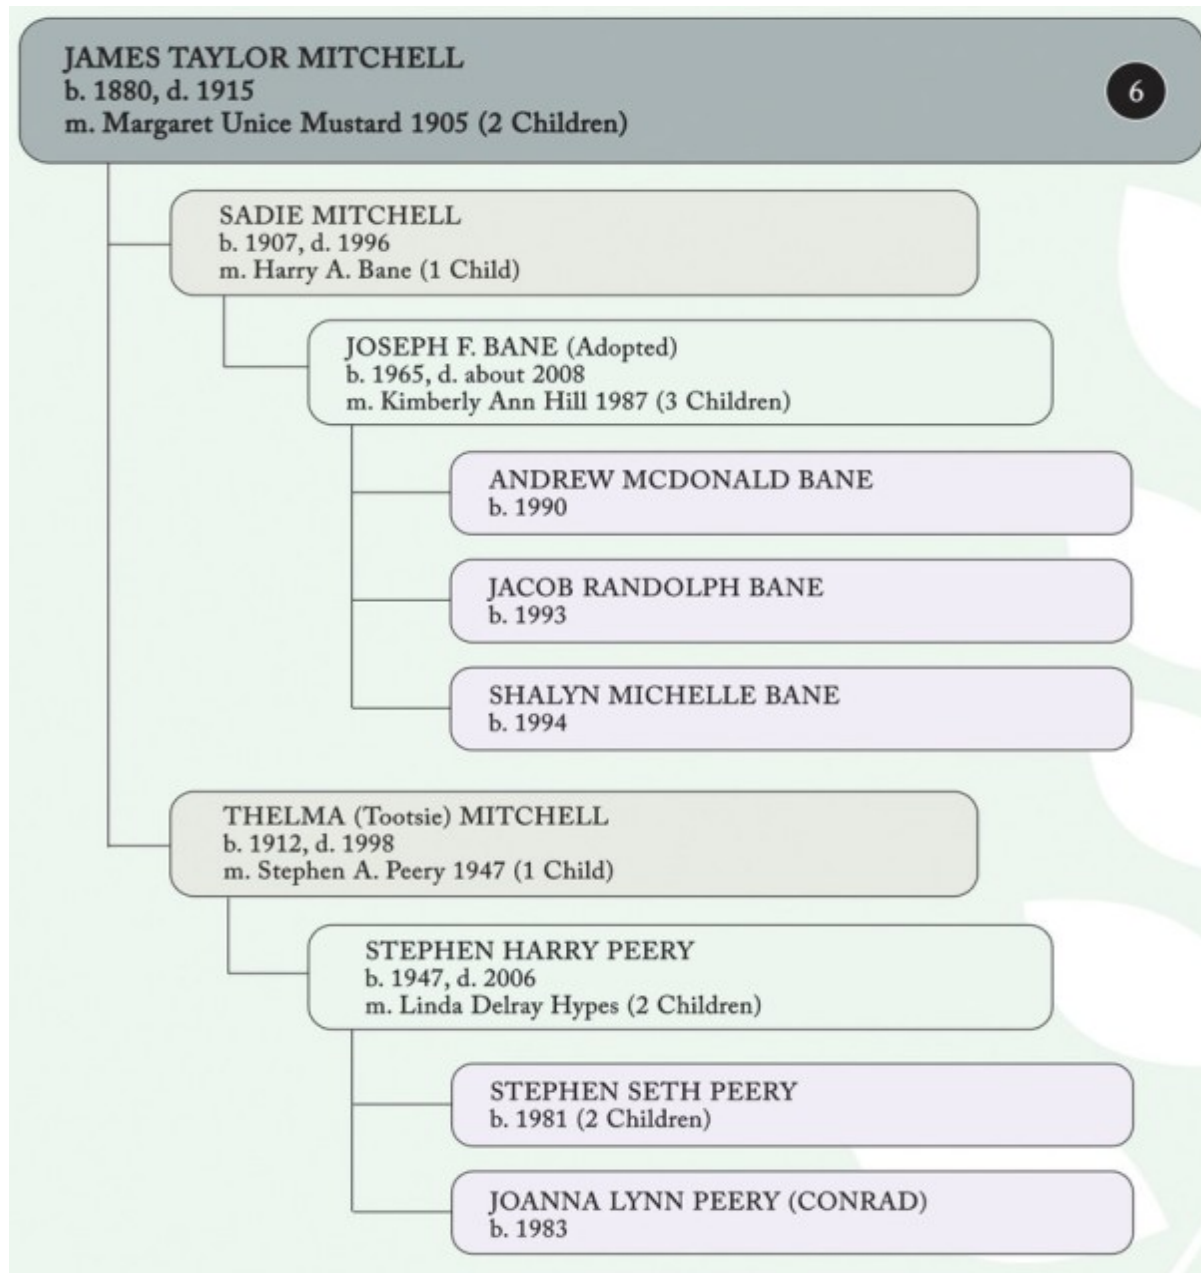 JAMES TAYLOR MITCHELL
b. 1880, d. 1915
m. Margaret Unice Mustard 1905 (2 Children)
6
SADIE MITCHELL
b. 1907, d. 1996
m. Harry A. Bane (1 Child)
JOSEPH F. BANE (Adopted)
b. 1965, d. about 2008
m. Kimberly Ann Hill 1987 (3 Children)
ANDREW MCDONALD BANE
b. 1990
JACOB RANDOLPH BANE
b. 1993
SHALYN MICHELLE BANE
b. 1994
THELMA (Tootsie) MITCHELL
b. 1912, d. 1998
m. Stephen A. Peery 1947 (1 Child)
STEPHEN HARRY PEERY
b. 1947, d. 2006
m. Linda Delray Hypes (2 Children)
STEPHEN SETH PEERY
b. 1981 (2 Children)
JOANNA LYNN PEERY (CONRAD)
b. 1983